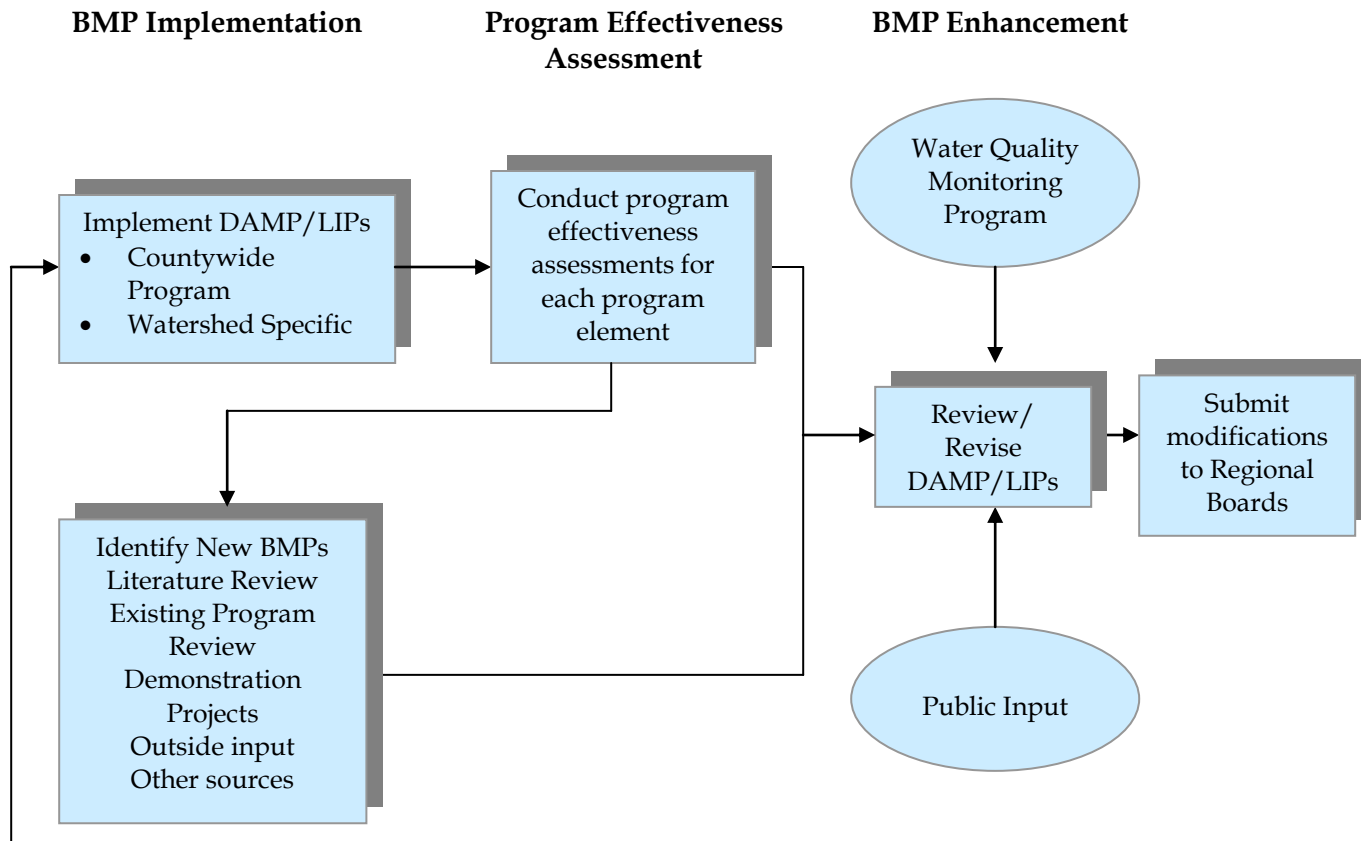 BMP Implementation
Program Effectiveness
Assessment
BMP Enhancement
Implement DAMP/LIPs
• Countywide
Program
• Watershed Specific
Conduct program
effectiveness
assessments for
each program
element
Water Quality
Monitoring
Program
Review/
Revise
DAMP/LIPs
Submit
modifications
to Regional
Boards
Identify New BMPs
Literature Review
Existing Program
Review
Demonstration
Projects
Outside input
Other sources
Public Input